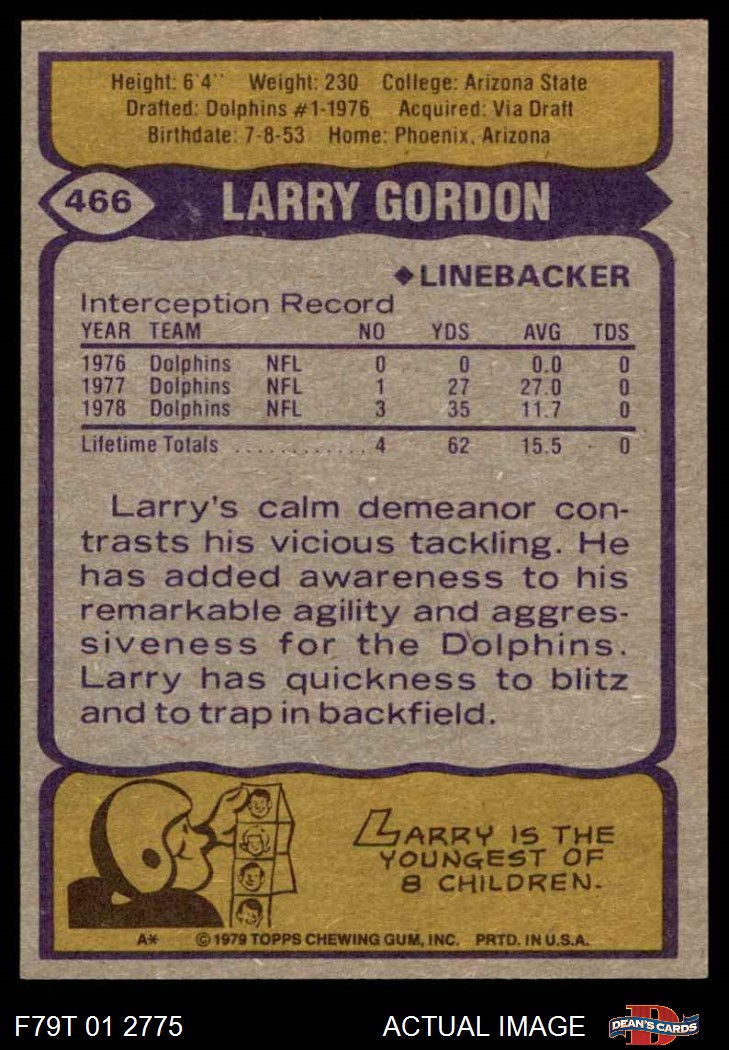 Height: 6'4" Weight: 230 College: Arizona State
Drafted: Dolphins #1-1976 Acquired: Via Draft
Birthdate: 7-8-53 Home: Phoenix, Arizona
466 LARRY GORDON
◆LINEBACKER
Interception Record
YEAR TEAM NO YDS AVG TDS
1976 Dolphins NFL 0 0 0.0 0
1977 Dolphins NFL 1 27 27.0 0
1978 Dolphins NFL 3 35 11.7 0
Lifetime Totals ............ 4 62 15.5 0
Larry's calm demeanor con-
trasts his vicious tackling. He
has added awareness to his
remarkable agility and aggres-
siveness for the Dolphins.
Larry has quickness to blitz
and to trap in backfield.
LARRY IS THE
YOUNGEST OF
8 CHILDREN.
A* © 1979 TOPPS CHEWING GUM, INC. PRTD. IN U.S.A.
F79T 01 2775 ACTUAL IMAGE D DEAN'S CARDS